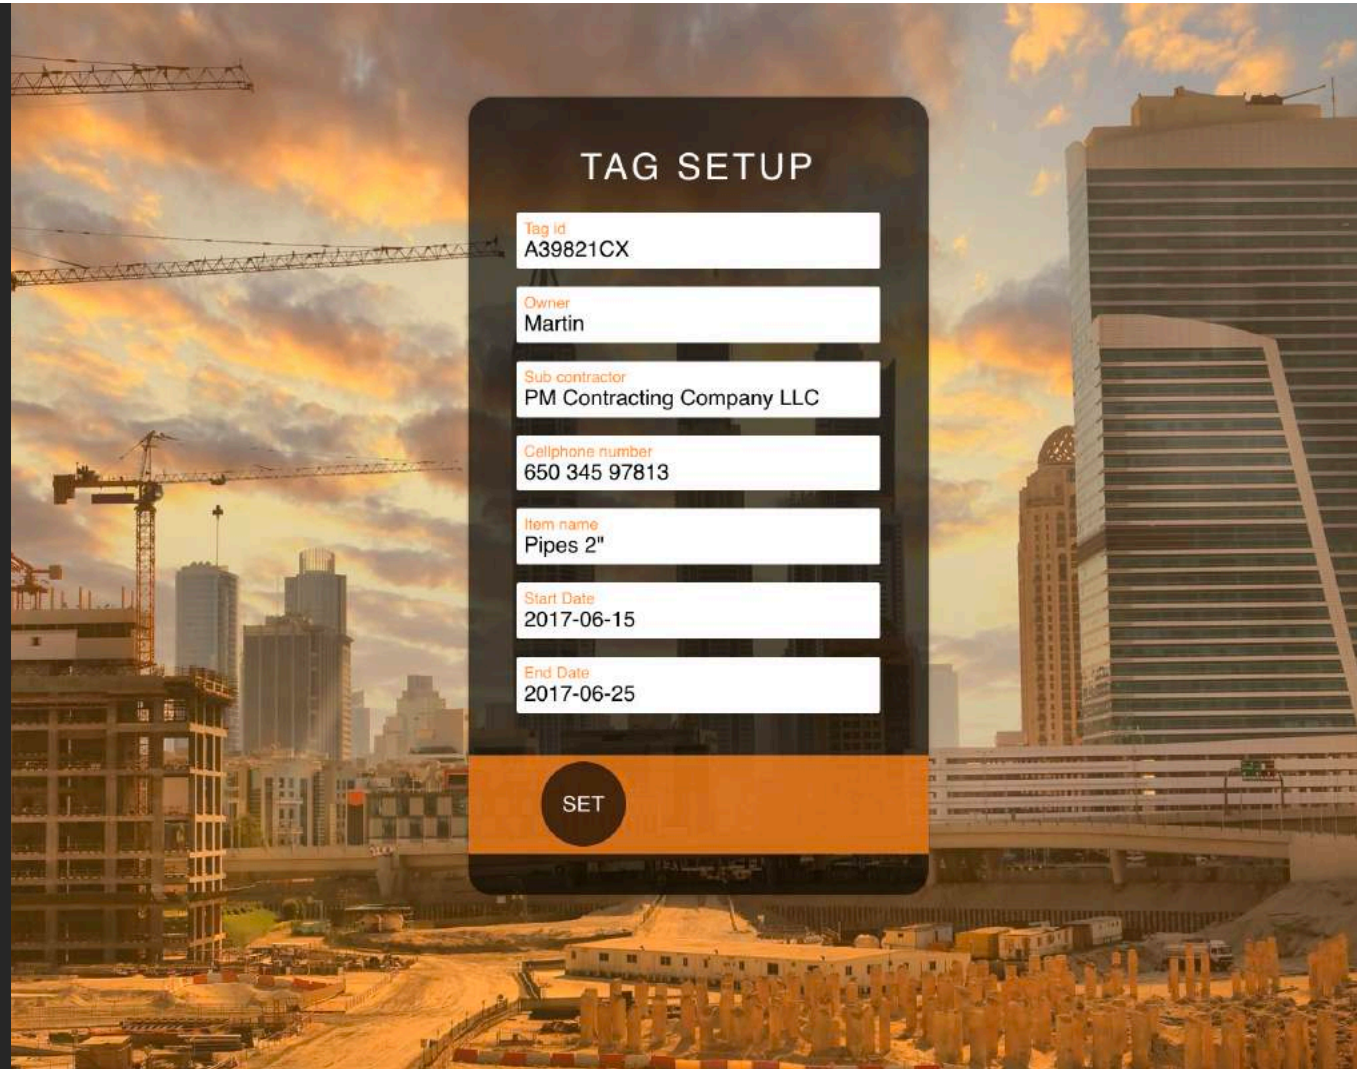 TAG SETUP
Tag id
A39821CX
Owner
Martin
Sub contractor
PM Contracting Company LLC
Cellphone number
650 345 97813
Item name
Pipes 2"
Start Date
2017-06-15
End Date
2017-06-25
SET